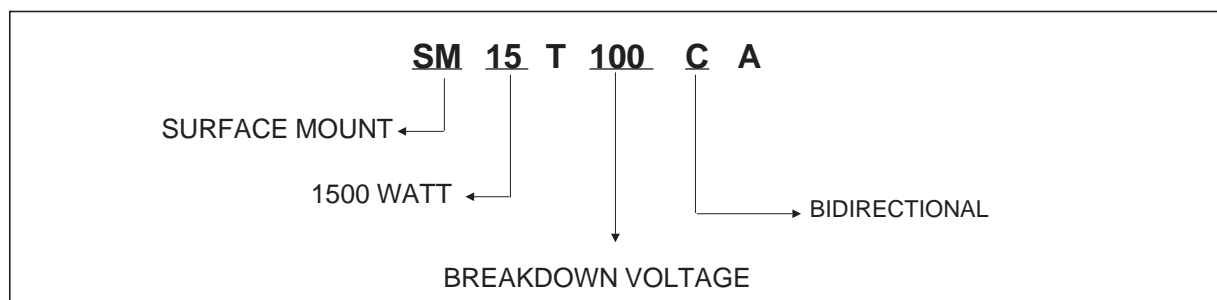 SM 15 T 100 C A
SURFACE MOUNT
1500 WATT
BIDIRECTIONAL
BREAKDOWN VOLTAGE